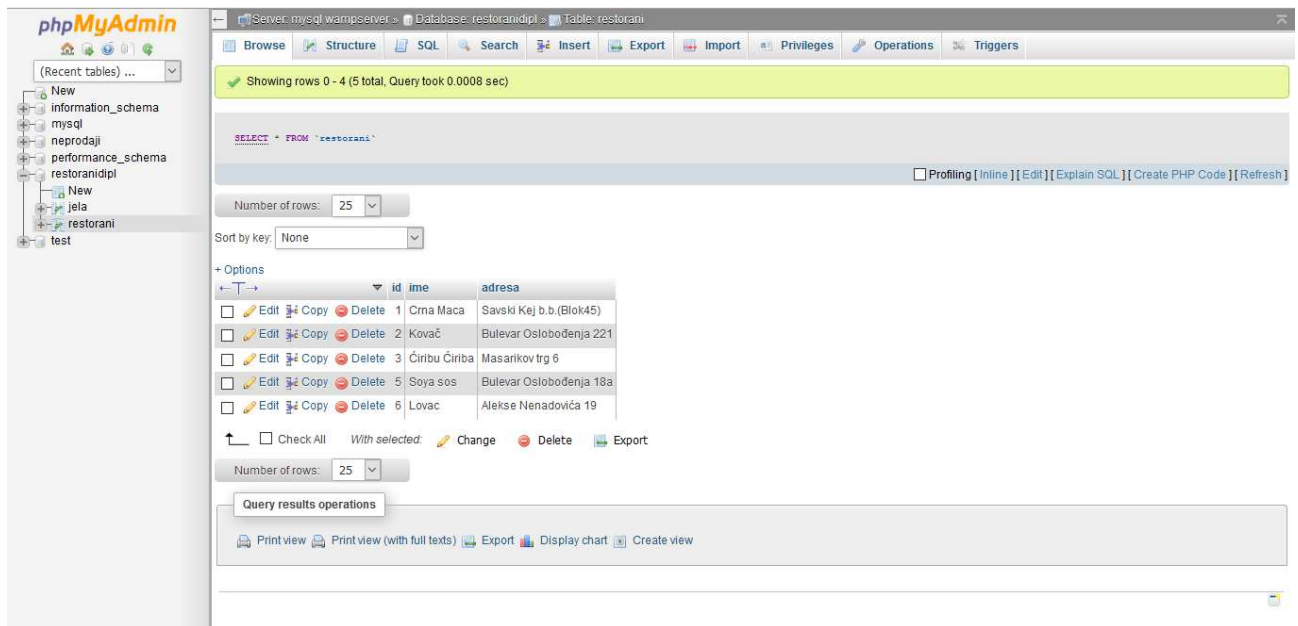 phpMyAdmin
(Recent tables) ...
New
information_schema
mysql
neprodaji
performance_schema
restoranidipl
New
jela
restorani
test
Server: mysql wampserver » Database: restoranidipl » Table: restorani
Browse Structure SQL Search Insert Export Import Privileges Operations Triggers
Showing rows 0 - 4 (5 total, Query took 0.0008 sec)
SELECT * FROM `restorani`
Profiling [ Inline ] [ Edit ] [ Explain SQL ] [ Create PHP Code ] [ Refresh ]
Number of rows: 25
Sort by key: None
+ Options
←T→ id ime adresa
Edit Copy Delete 1 Crna Maca Savski Kej b.b.(Blok45)
Edit Copy Delete 2 Kovač Bulevar Oslobođenja 221
Edit Copy Delete 3 Ćiribu Ćiriba Masarikov trg 6
Edit Copy Delete 5 Soya sos Bulevar Oslobođenja 18a
Edit Copy Delete 6 Lovac Alekse Nenadovića 19
Check All With selected: Change Delete Export
Number of rows: 25
Query results operations
Print view Print view (with full texts) Export Display chart Create view